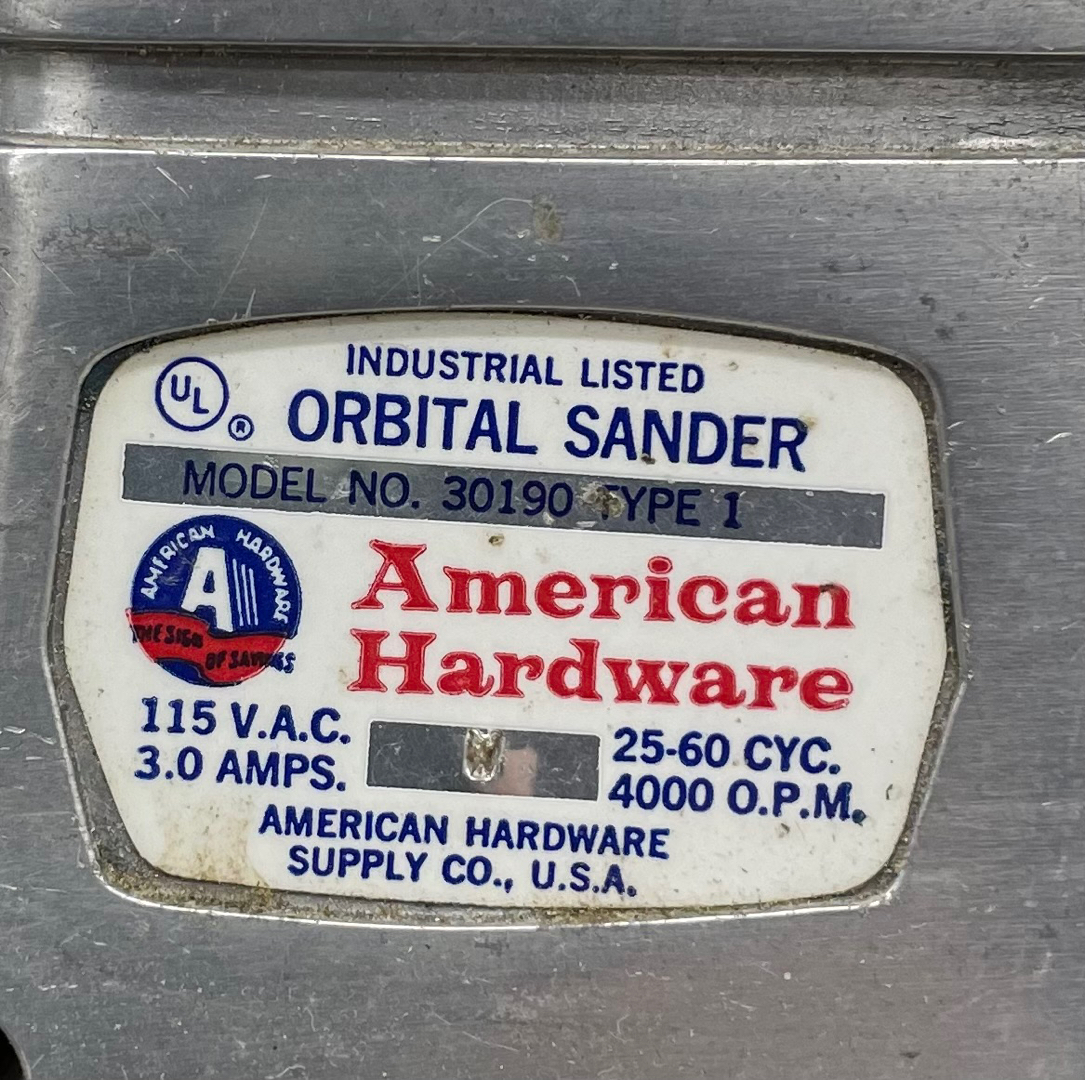 INDUSTRIAL LISTED
UL ®
ORBITAL SANDER
MODEL NO. 30190 TYPE 1
AMERICAN HARDWARE
A
THE SIGN
OF SAVINGS
American
Hardware
115 V.A.C.
3.0 AMPS.
W
25-60 CYC.
4000 O.P.M.
AMERICAN HARDWARE
SUPPLY CO., U.S.A.